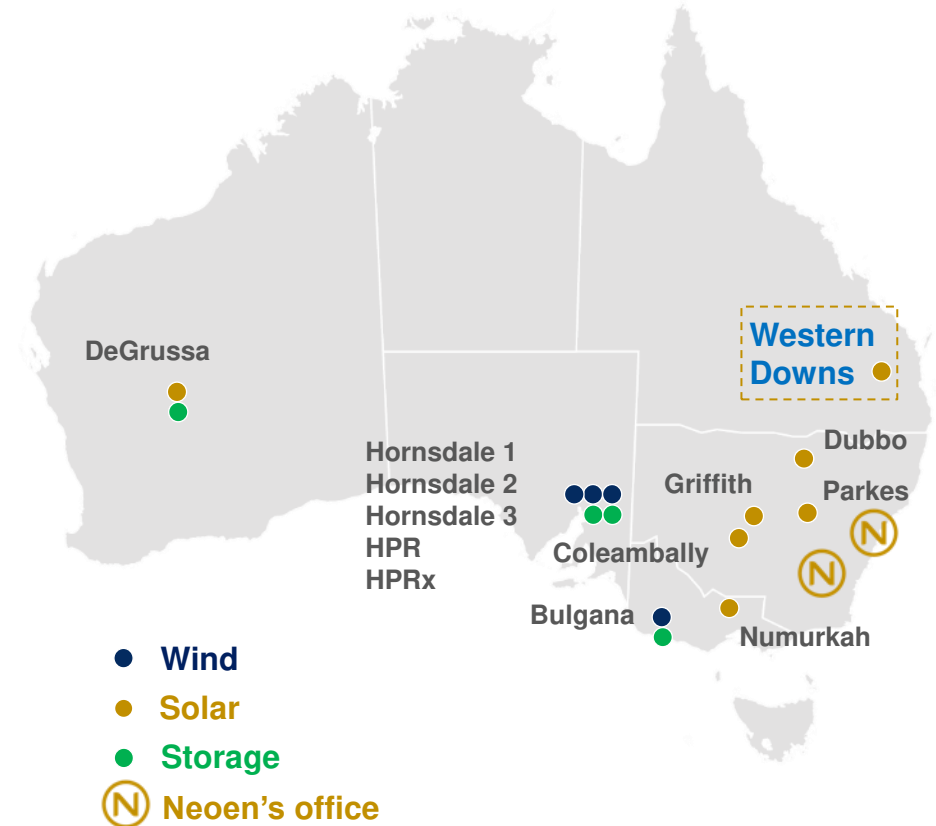 DeGrussa
Western
Downs
Dubbo
Hornsdale 1
Hornsdale 2
Hornsdale 3
HPR
HPRx
Griffith
Parkes
N
Coleambally
N
Bulgana
Numurkah
Wind
Solar
Storage
N Neoen's office